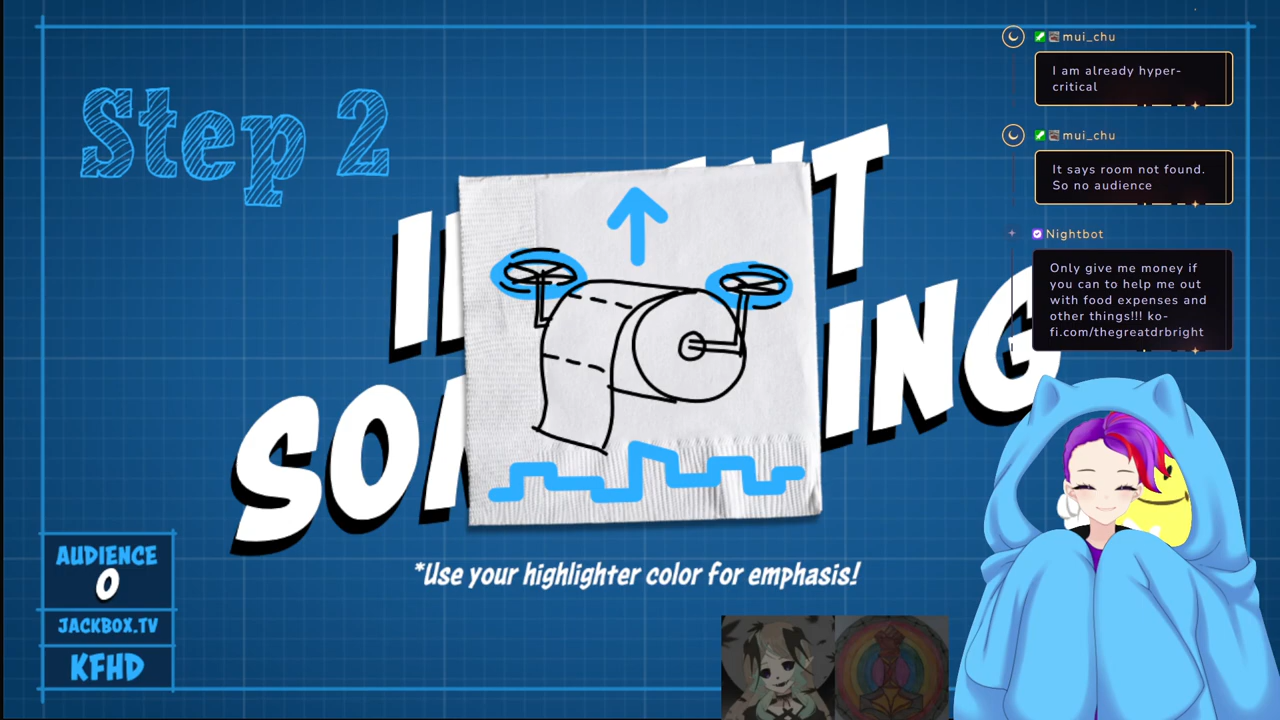 Step 2
*Use your highlighter color for emphasis!
AUDIENCE
0
JACKBOX.TV
KFHD
mui_chu
I am already hyper-
critical
mui_chu
It says room not found.
So no audience
Nightbot
Only give me money if
you can to help me out
with food expenses and
other things!!! ko-
fi.com/thegreatdrbright